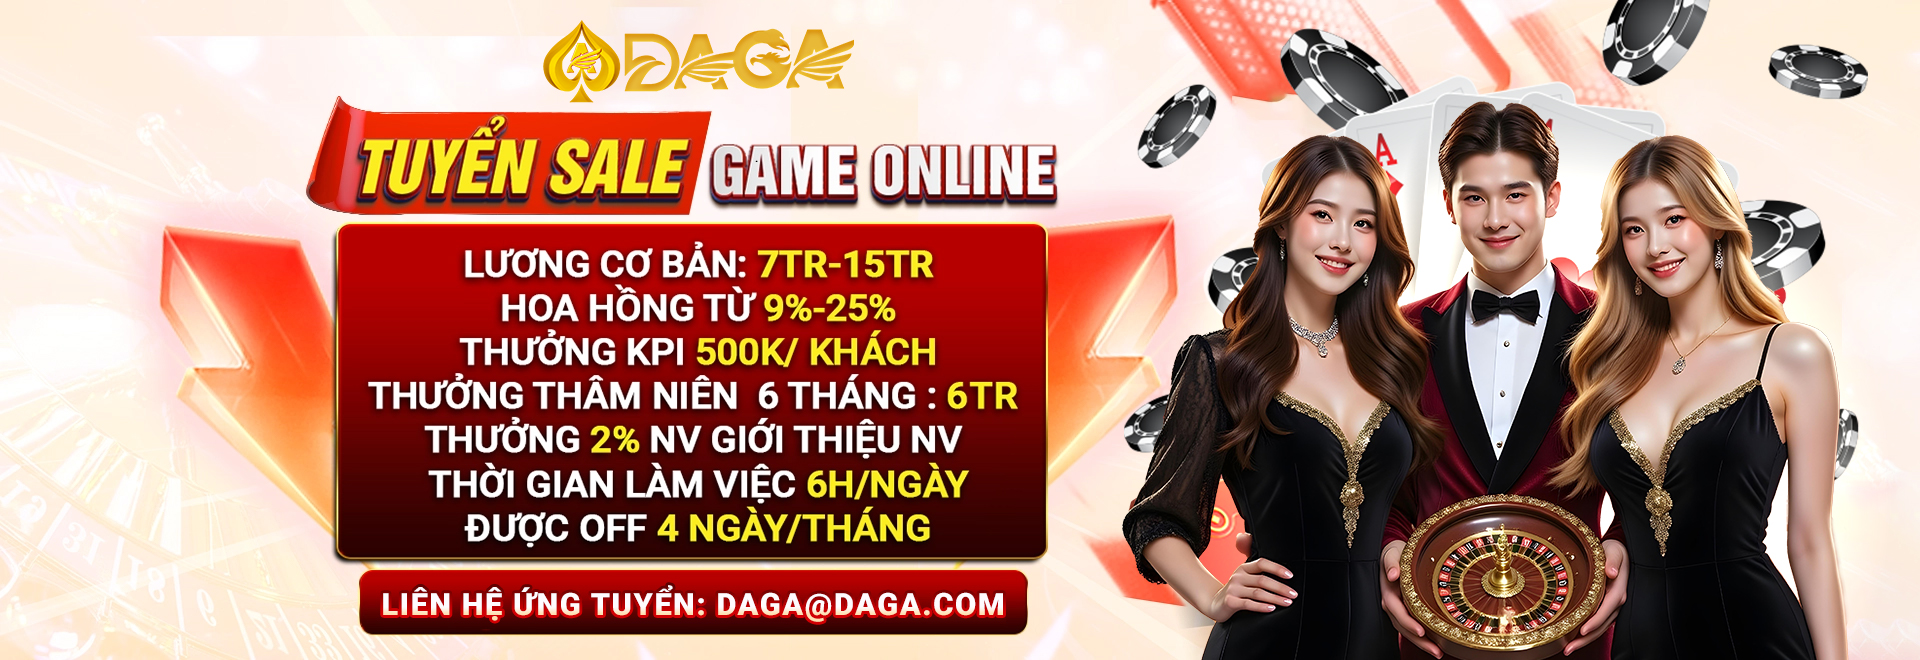 DAGA
TUYỂN SALE GAME ONLINE
LƯƠNG CƠ BẢN: 7TR-15TR
HOA HỒNG TỪ 9%-25%
THƯỞNG KPI 500K/ KHÁCH
THƯỞNG THÂM NIÊN 6 THÁNG : 6TR
THƯỞNG 2% NV GIỚI THIỆU NV
THỜI GIAN LÀM VIỆC 6H/NGÀY
ĐƯỢC OFF 4 NGÀY/THÁNG
LIÊN HỆ ỨNG TUYỂN: DAGA@DAGA.COM
A